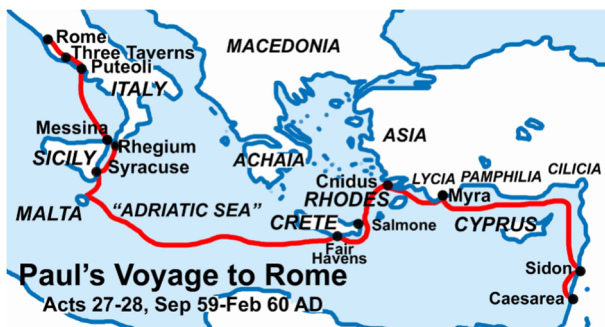 Rome
Three Taverns
Puteoli
MACEDONIA
ITALY
Messina
Rhegium
SICILY
Syracuse
ACHAIA
ASIA
Cnidus
LYCIA
PAMPHILIA
CILICIA
RHODES
Myra
MALTA
“ADRIATIC SEA”
CRETE
Salmone
CYPRUS
Fair
Havens
Sidon
Caesarea
Paul's Voyage to Rome
Acts 27-28, Sep 59-Feb 60 AD